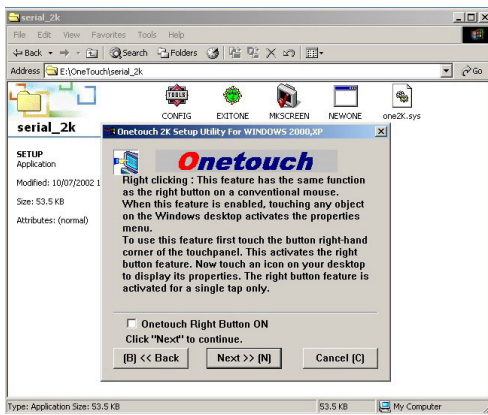 serial_2k
File Edit View Favorites Tools Help
Back Search Folders
Address E:\OneTouch\serial_2k Go
CONFIG EXITONE MKSCREEN NEWONE one2K.sys
serial_2k
SETUP
Application
Modified: 10/07/2002 1
Size: 53.5 KB
Attributes: (normal)
Onetouch 2K Setup Utility For WINDOWS 2000,XP
Onetouch
Right clicking : This feature has the same function
as the right button on a conventional mouse.
When this feature is enabled, touching any object
on the Windows desktop activates the properties
menu.
To use this feature first touch the button right-hand
corner of the touchpanel. This activates the right
button feature. Now touch an icon on your desktop
to display its properties. The right button feature is
activated for a single tap only.
Onetouch Right Button ON
Click "Next" to continue.
(B) << Back Next >> (N) Cancel (C)
Type: Application Size: 53.5 KB 53.5 KB My Computer